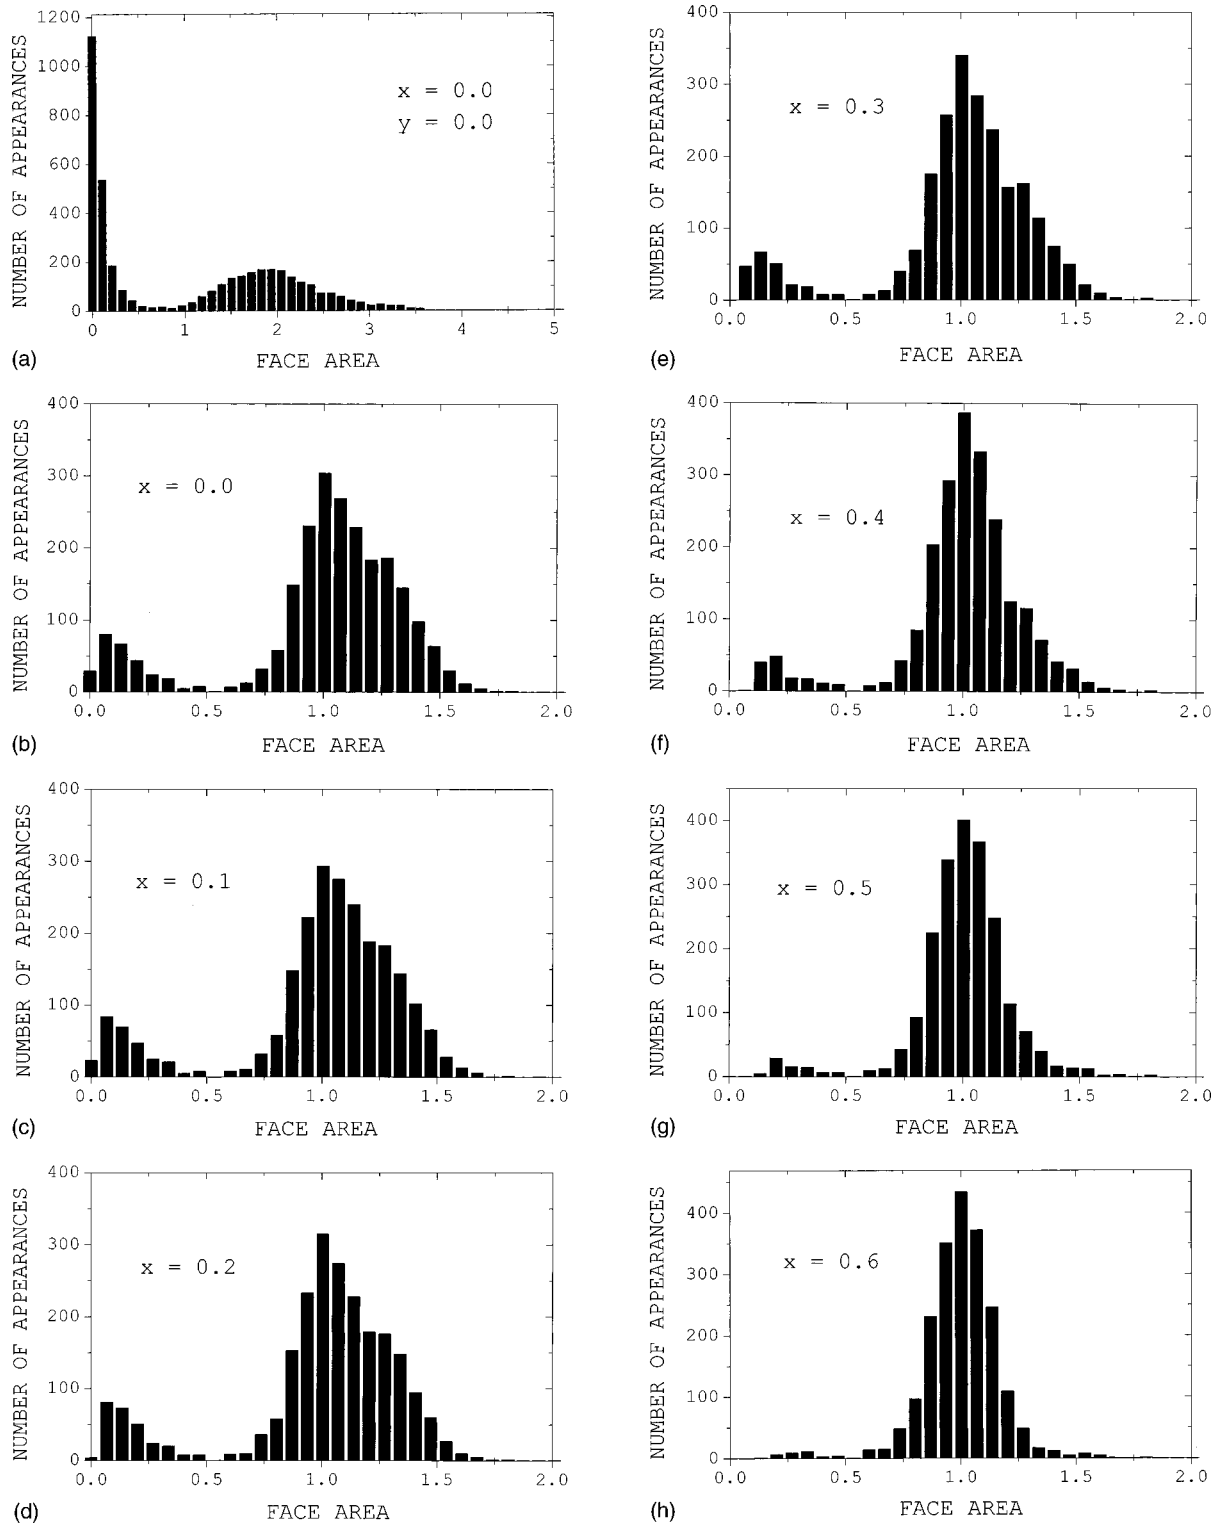 NUMBER OF APPEARANCES
1200
1000
800
600
400
200
0
x = 0.0
y = 0.0
0 1 2 3 4 5
(a)
FACE AREA
NUMBER OF APPEARANCES
400
300
200
100
0
x = 0.0
0.0 0.5 1.0 1.5 2.0
(b)
FACE AREA
NUMBER OF APPEARANCES
400
300
200
100
0
x = 0.1
0.0 0.5 1.0 1.5 2.0
(c)
FACE AREA
NUMBER OF APPEARANCES
400
300
200
100
0
x = 0.2
0.0 0.5 1.0 1.5 2.0
(d)
FACE AREA
NUMBER OF APPEARANCES
400
300
200
100
0
x = 0.3
0.0 0.5 1.0 1.5 2.0
(e)
FACE AREA
NUMBER OF APPEARANCES
400
300
200
100
0
x = 0.4
0.0 0.5 1.0 1.5 2.0
(f)
FACE AREA
NUMBER OF APPEARANCES
400
300
200
100
0
x = 0.5
0.0 0.5 1.0 1.5 2.0
(g)
FACE AREA
NUMBER OF APPEARANCES
400
300
200
100
0
x = 0.6
0.0 0.5 1.0 1.5 2.0
(h)
FACE AREA